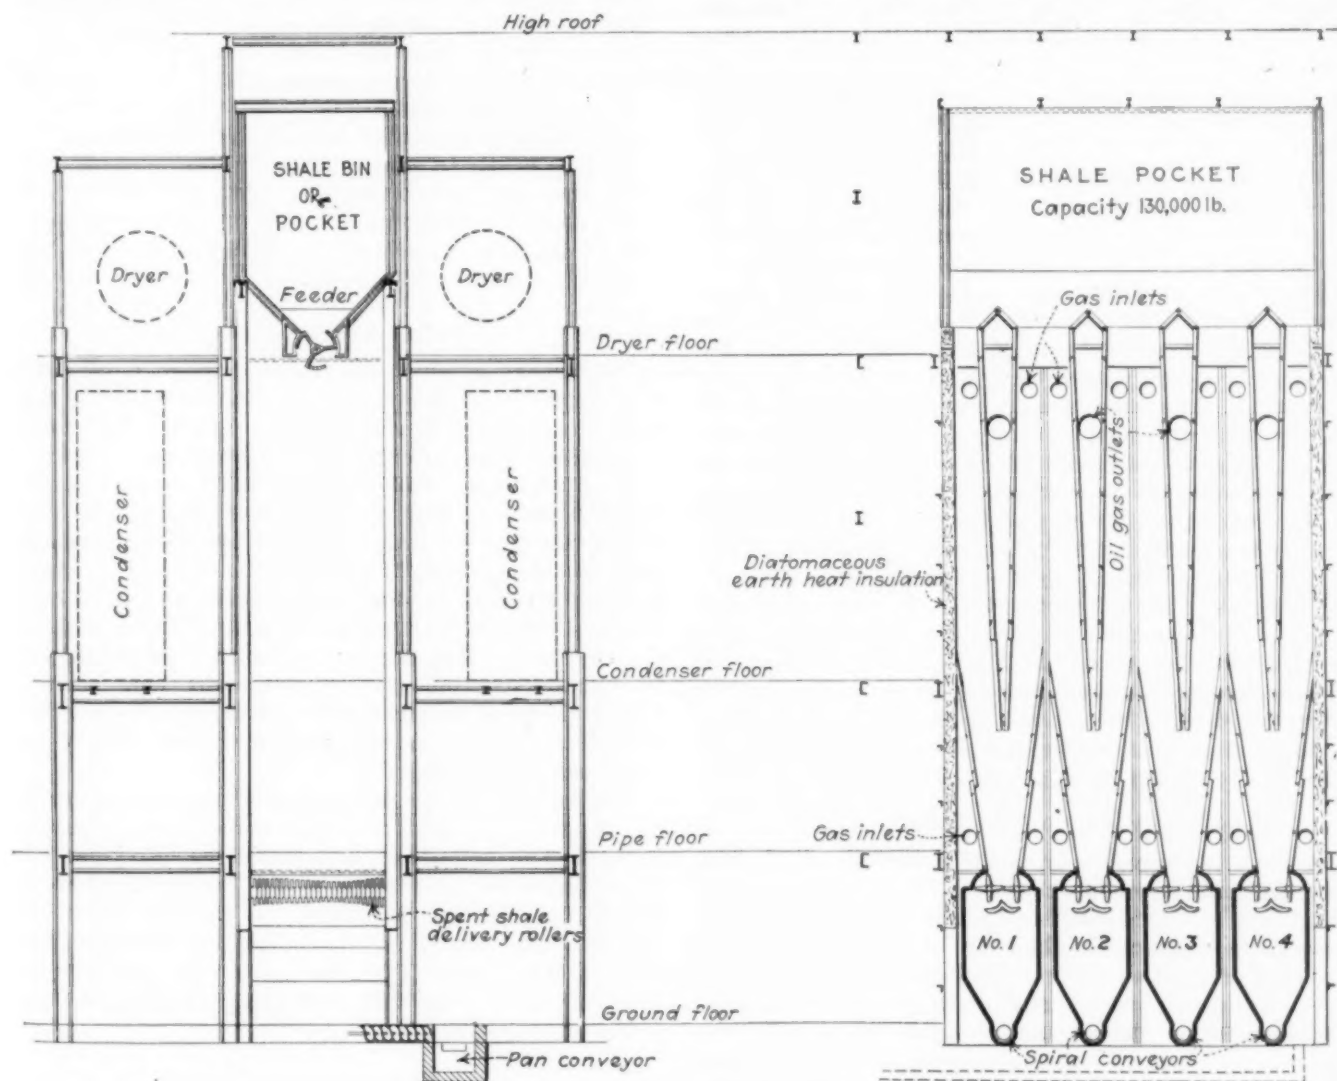 High roof
SHALE BIN
OR
POCKET
Dryer
Dryer
Feeder
Dryer floor
Condenser
Condenser
Condenser floor
Pipe floor
Spent shale
delivery rollers
Ground floor
Pan conveyor
SHALE POCKET
Capacity 130,000 lb.
Gas inlets
Oil gas outlets
Diatomaceous
earth heat insulation
Gas inlets
No. 1
No. 2
No. 3
No. 4
Spiral conveyors